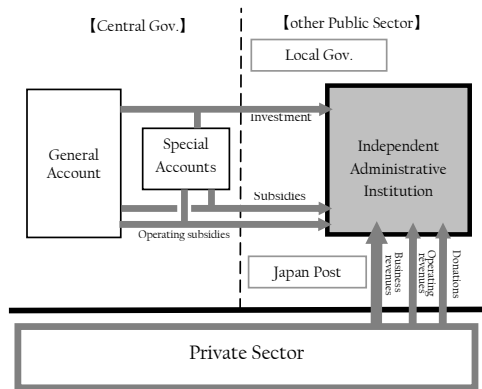 【Central Gov.】
【other Public Sector】
Local Gov.
General
Account
Special
Accounts
Investment
Independent
Administrative
Institution
Subsidies
Operating subsidies
Japan Post
Business
revenues
Operating
revenues
Donations
Private Sector